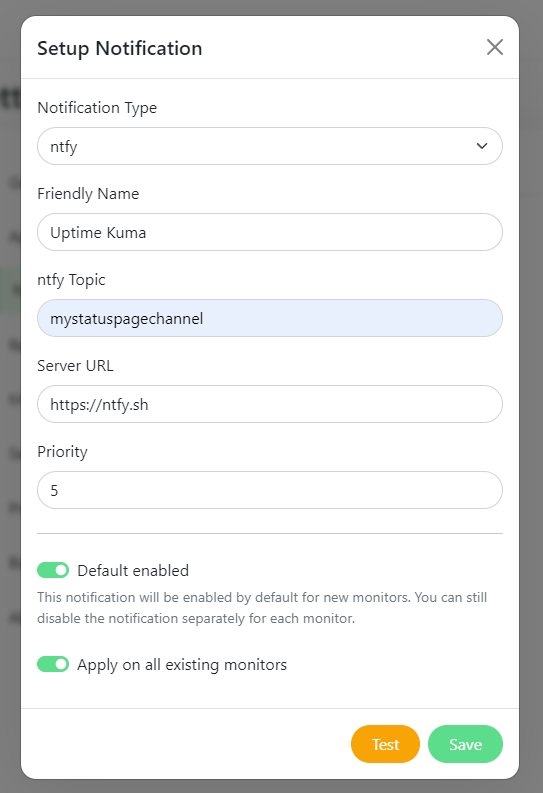 Setup Notification
Notification Type
ntfy
Friendly Name
Uptime Kuma
ntfy Topic
mystatuspagechannel
Server URL
https://ntfy.sh
Priority
5
Default enabled
This notification will be enabled by default for new monitors. You can still
disable the notification separately for each monitor.
Apply on all existing monitors
Test
Save